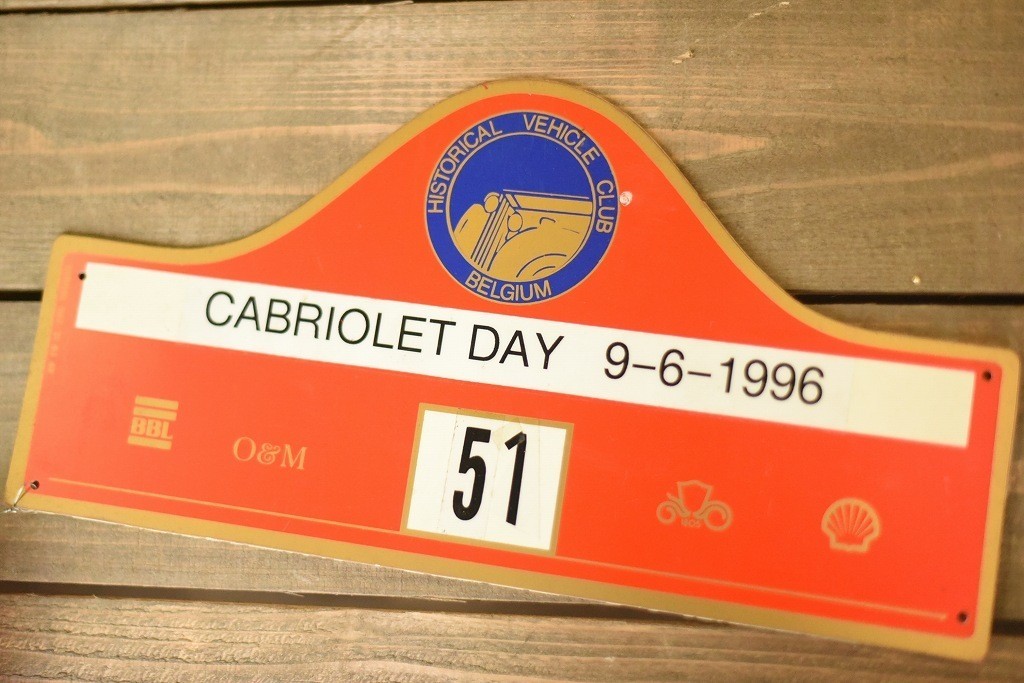 HISTORICAL VEHICLE CLUB
BELGIUM
CABRIOLET DAY 9-6-1996
BBL
O&M
51